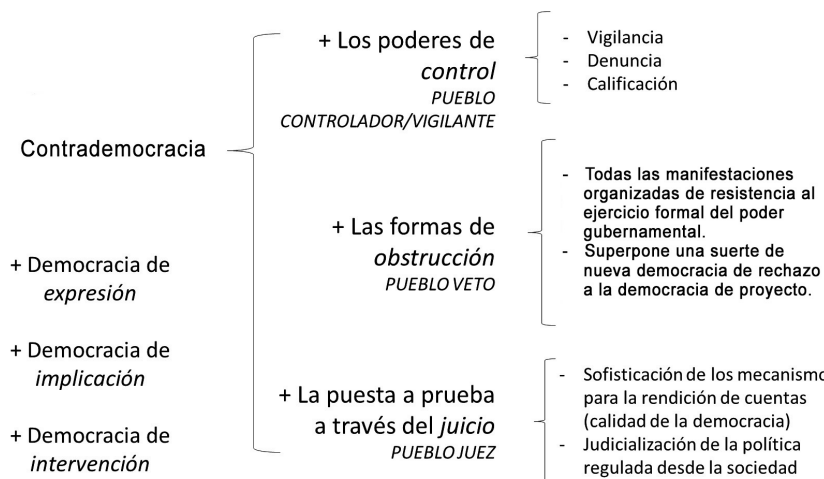 Contrademocracia
+ Democracia de
expresión
+ Democracia de
implicación
+ Democracia de
intervención
+ Los poderes de
control
PUEBLO
CONTROLADOR/VIGILANTE
- Vigilancia
- Denuncia
- Calificación
+ Las formas de
obstrucción
PUEBLO VETO
- Todas las manifestaciones
organizadas de resistencia al
ejercicio formal del poder
gubernamental.
- Superpone una suerte de
nueva democracia de rechazo
a la democracia de proyecto.
+ La puesta a prueba
a través del juicio
PUEBLO JUEZ
- Sofisticación de los mecanismo
para la rendición de cuentas
(calidad de la democracia)
- Judicialización de la política
regulada desde la sociedad